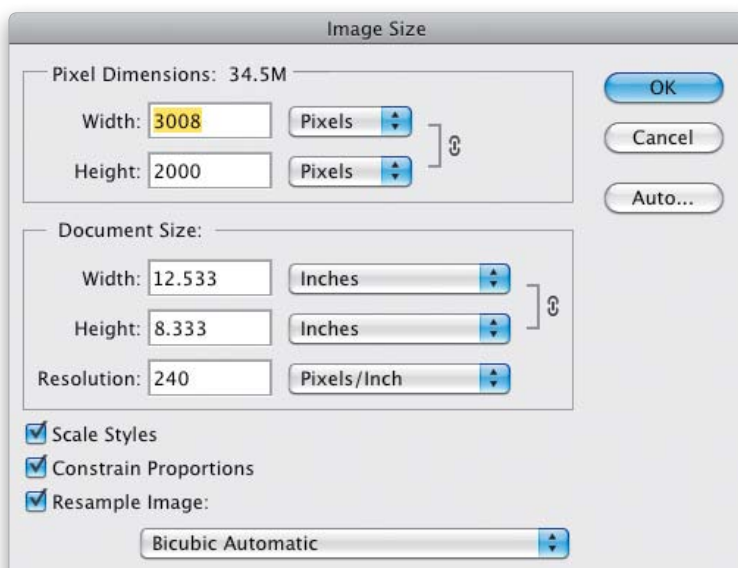 Image Size
Pixel Dimensions: 34.5M
OK
Width: 3008 Pixels
Cancel
Height: 2000 Pixels
Auto...
Document Size:
Width: 12.533 Inches
Height: 8.333 Inches
Resolution: 240 Pixels/Inch
Scale Styles
Constrain Proportions
Resample Image:
Bicubic Automatic